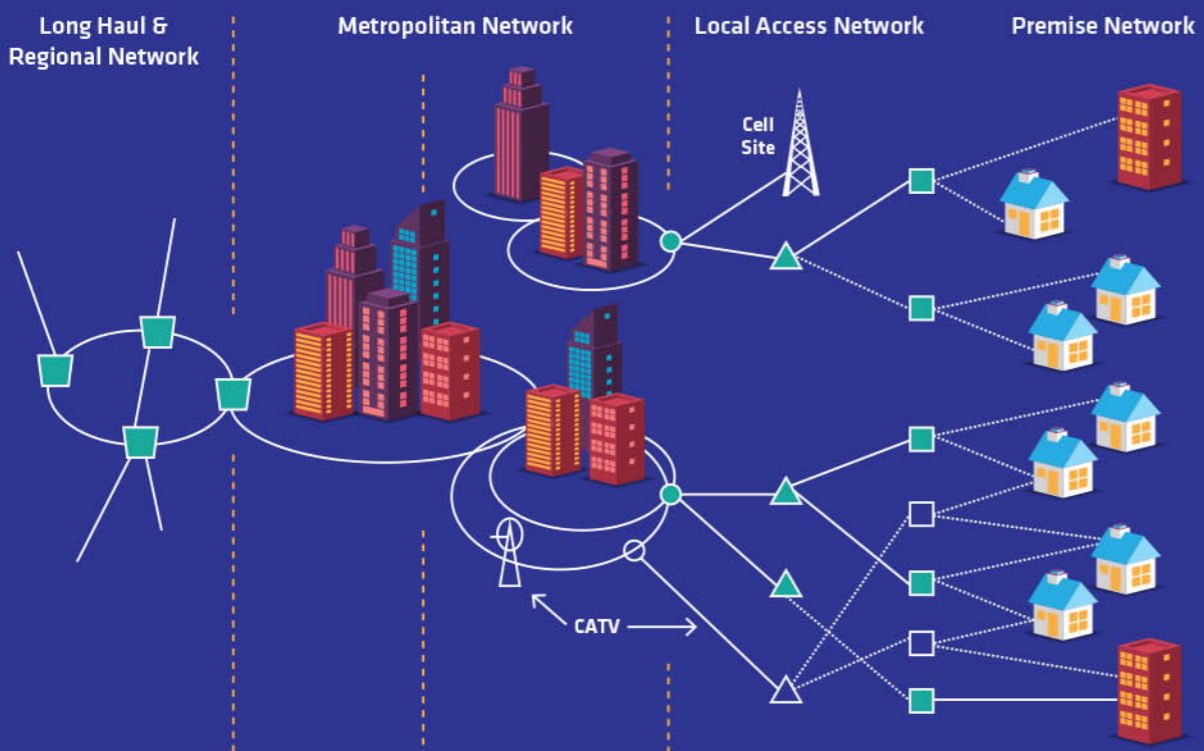 Long Haul &
Regional Network
Metropolitan Network
Local Access Network
Premise Network
Cell
Site
CATV